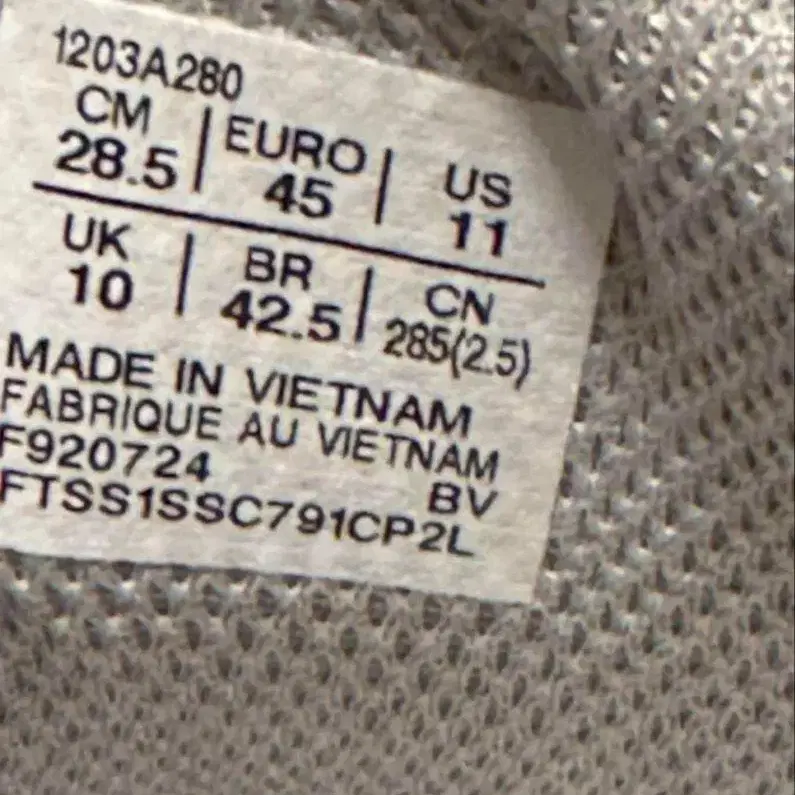 1203A280
CM | EURO | US
28.5 | 45 | 11
UK | BR | CN
10 | 42.5 | 285(2.5)
MADE IN VIETNAM
FABRIQUE AU VIETNAM
F920724 BV
FTSS1SSC791CP2L